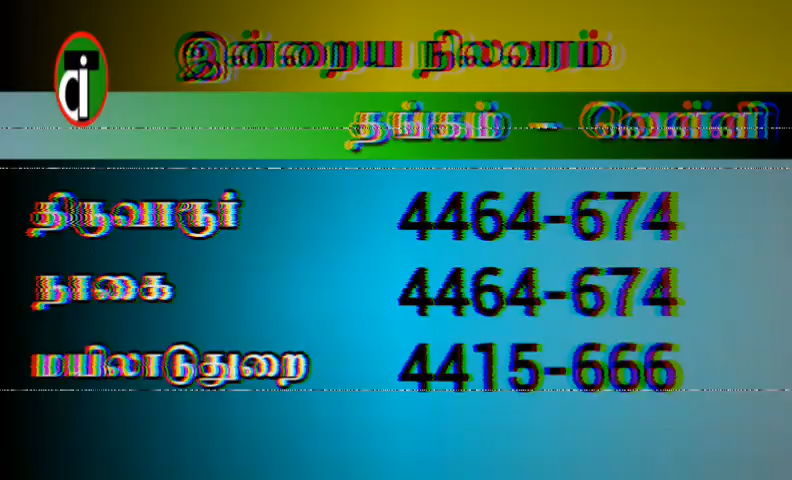 இன்றைய நிலவரம்
தங்கம் - வெள்ளி
திருவாரூர் 4464-674
நாகை 4464-674
மயிலாடுதுறை 4415-666